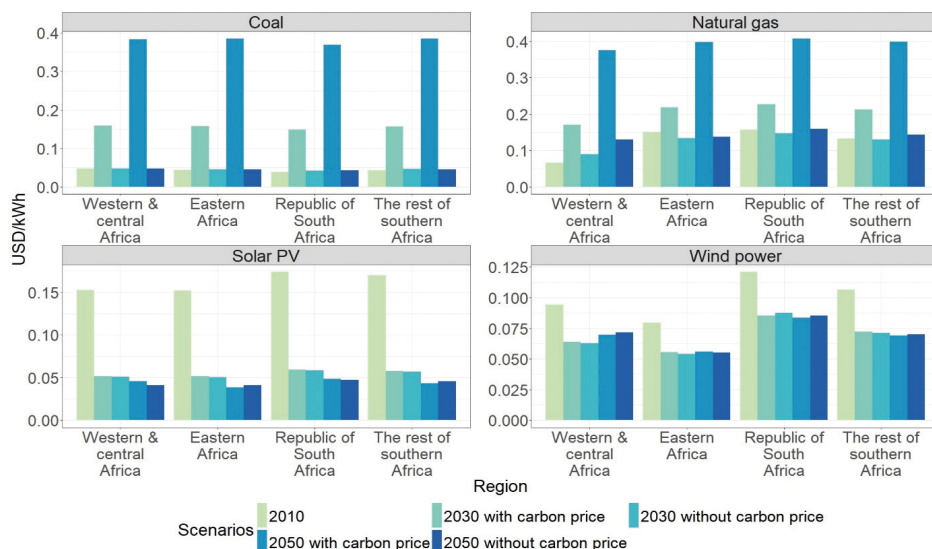 Coal
Natural gas
0.4
0.3
0.2
0.1
0.0
0.4
0.3
0.2
0.1
0.0
Western &
central
Africa
Eastern
Africa
Republic of
South
Africa
The rest of
southern
Africa
Western &
central
Africa
Eastern
Africa
Republic of
South
Africa
The rest of
southern
Africa
USD/kWh
Solar PV
Wind power
0.15
0.10
0.05
0.00
0.125
0.100
0.075
0.050
0.025
0.000
Western &
central
Africa
Eastern
Africa
Republic of
South
Africa
The rest of
southern
Africa
Western &
central
Africa
Eastern
Africa
Republic of
South
Africa
The rest of
southern
Africa
Region
Scenarios
2010
2030 with carbon price
2030 without carbon price
2050 with carbon price
2050 without carbon price